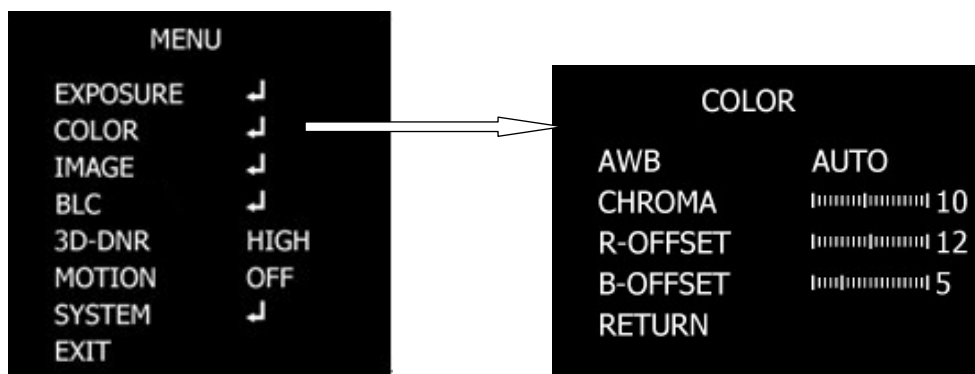 MENU
EXPOSURE ↵
COLOR ↵
IMAGE ↵
BLC ↵
3D-DNR HIGH
MOTION OFF
SYSTEM ↵
EXIT
COLOR
AWB AUTO
CHROMA 10
R-OFFSET 12
B-OFFSET 5
RETURN